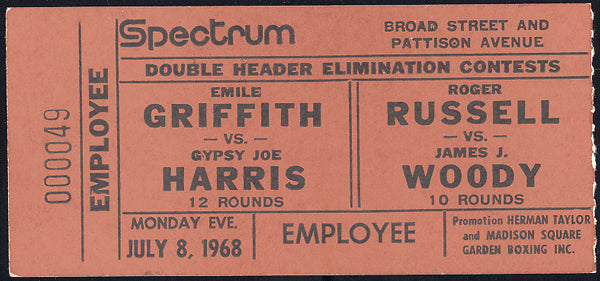 000049
EMPLOYEE
Spectrum
BROAD STREET AND
PATTISON AVENUE
DOUBLE HEADER ELIMINATION CONTESTS
EMILE
GRIFFITH
— VS. —
GYPSY JOE
HARRIS
12 ROUNDS
ROGER
RUSSELL
— VS. —
JAMES J.
WOODY
10 ROUNDS
MONDAY EVE.
JULY 8, 1968
EMPLOYEE
Promotion HERMAN TAYLOR
and MADISON SQUARE
GARDEN BOXING INC.